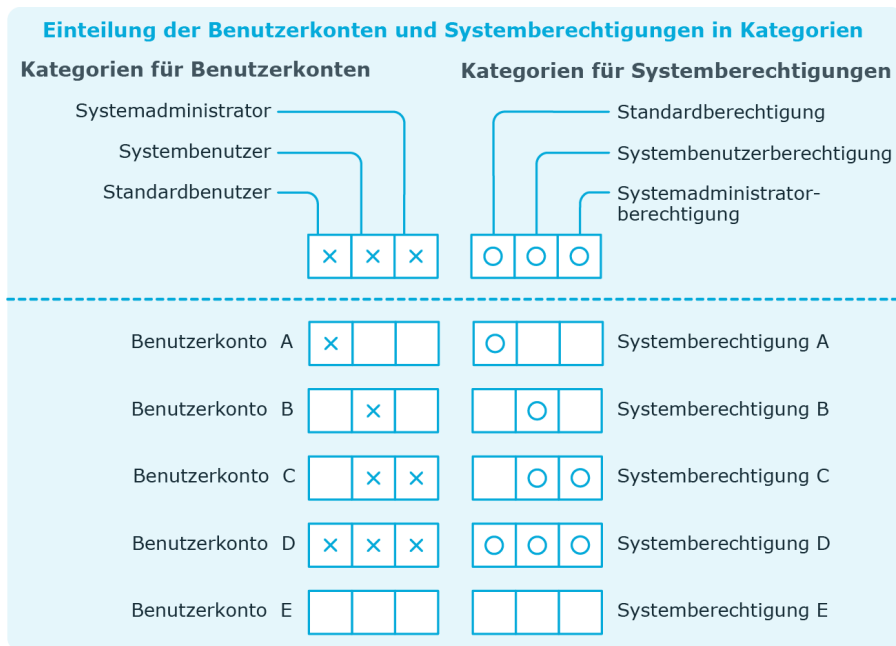 Einteilung der Benutzerkonten und Systemberechtigungen in Kategorien
Kategorien für Benutzerkonten
Kategorien für Systemberechtigungen
Systemadministrator
Systembenutzer
Standardbenutzer
Standardberechtigung
Systembenutzerberechtigung
Systemadministrator-
berechtigung
Benutzerkonto A
Systemberechtigung A
Benutzerkonto B
Systemberechtigung B
Benutzerkonto C
Systemberechtigung C
Benutzerkonto D
Systemberechtigung D
Benutzerkonto E
Systemberechtigung E